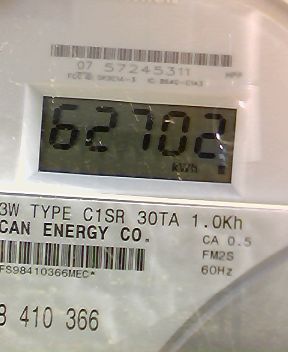 07 57245311
62702
kWh
3W TYPE C1SR 30TA 1.0Kh
CAN ENERGY CO.
CA 0.5
FM2S
60Hz
FS98410366MEC*
8 410 366